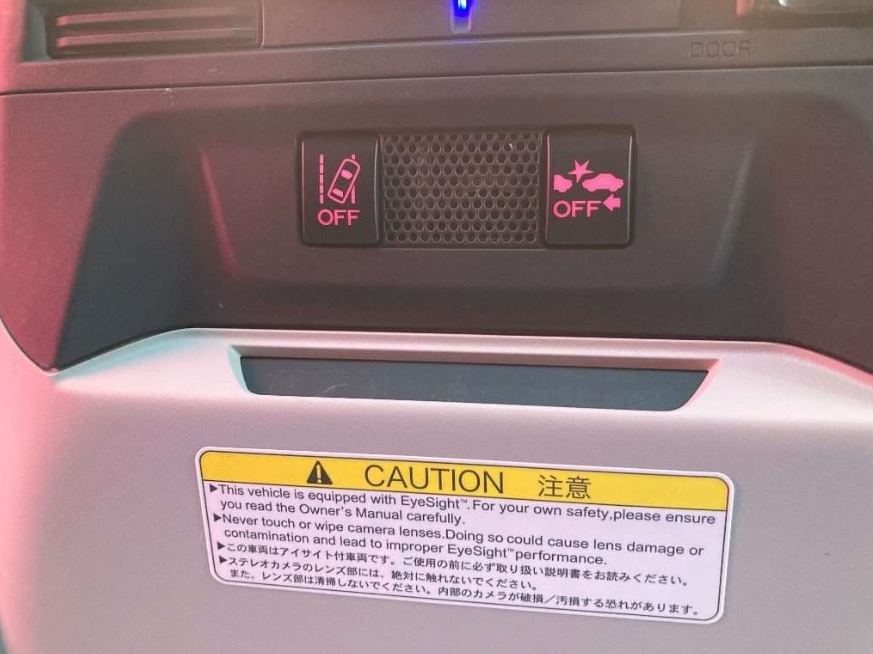 DOOR
OFF
OFF
CAUTION 注意
▶This vehicle is equipped with EyeSight™. For your own safety,please ensure
you read the Owner's Manual carefully.
▶Never touch or wipe camera lenses.Doing so could cause lens damage or
contamination and lead to improper EyeSight™performance.
▶この車両はアイサイト付車両です。ご使用の前に必ず取り扱い説明書をお読みください。
▶ステレオカメラのレンズ部には、絶対に触れないでください。
また、レンズ部は清掃しないでください。内部のカメラが破損／汚損する恐れがあります。